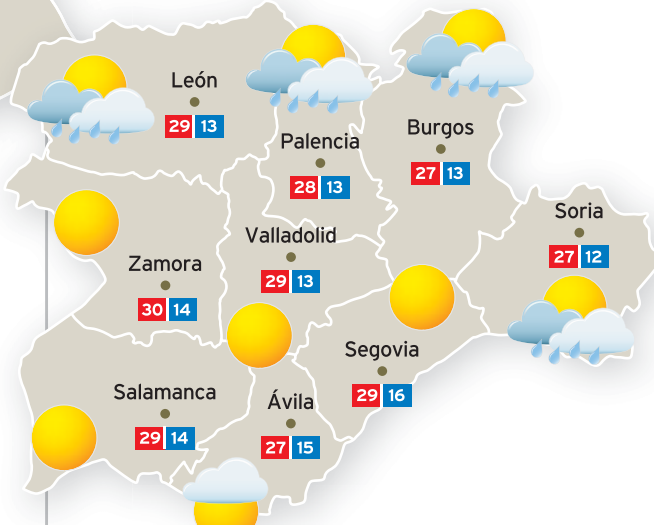 León
29 13
Palencia
28 13
Burgos
27 13
Soria
27 12
Valladolid
29 13
Zamora
30 14
Segovia
29 16
Salamanca
29 14
Ávila
27 15